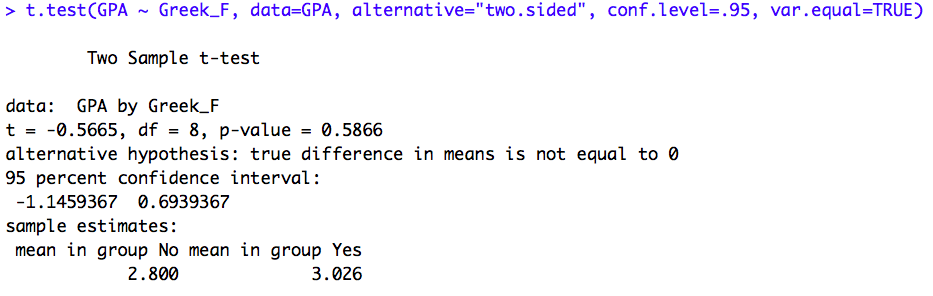 > t.test(GPA ~ Greek_F, data=GPA, alternative="two.sided", conf.level=.95, var.equal=TRUE)
Two Sample t-test
data:  GPA by Greek_F
t = -0.5665, df = 8, p-value = 0.5866
alternative hypothesis: true difference in means is not equal to 0
95 percent confidence interval:
-1.1459367  0.6939367
sample estimates:
mean in group No mean in group Yes
2.800             3.026